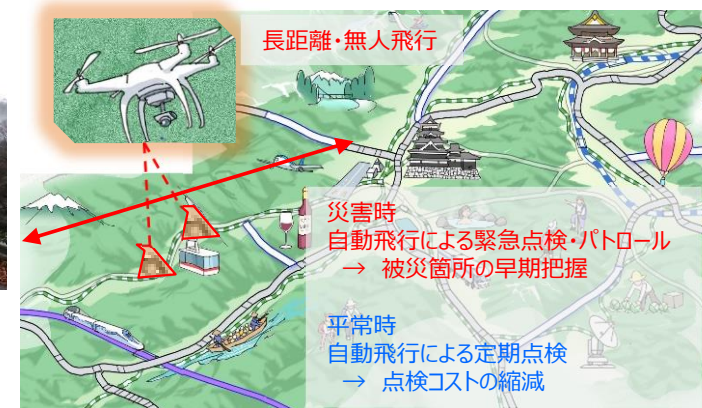 長距離・無人飛行
災害時
自動飛行による緊急点検・パトロール
→ 被災箇所の早期把握
平常時
自動飛行による定期点検
→ 点検コストの縮減